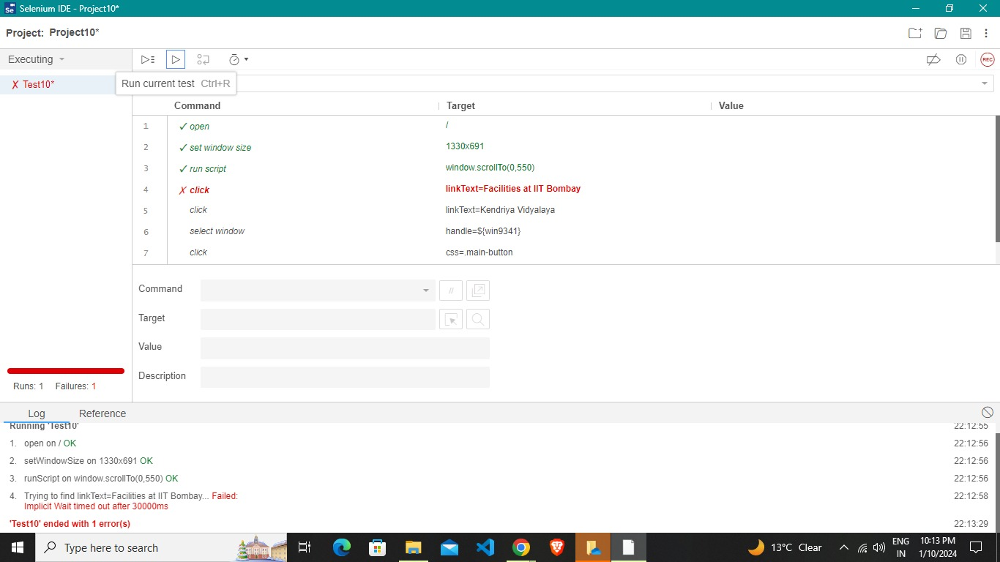 Se Selenium IDE - Project10*
Project: Project10*
Executing
REC
✗ Test10*
Run current test Ctrl+R
Command Target Value
1 ✓ open /
2 ✓ set window size 1330x691
3 ✓ run script window.scrollTo(0,550)
4 ✗ click linkText=Facilities at IIT Bombay
5 click linkText=Kendriya Vidyalaya
6 select window handle=${win9341}
7 click css=.main-button
Command //
Target
Value
Description
Runs: 1 Failures: 1
Log Reference
Running 'Test10' 22:12:55
1. open on / OK 22:12:56
2. setWindowSize on 1330x691 OK 22:12:56
3. runScript on window.scrollTo(0,550) OK 22:12:56
4. Trying to find linkText=Facilities at IIT Bombay... Failed: 22:12:58
Implicit Wait timed out after 30000ms
'Test10' ended with 1 error(s) 22:13:29
Type here to search
13°C Clear
ENG
IN
10:13 PM
1/10/2024